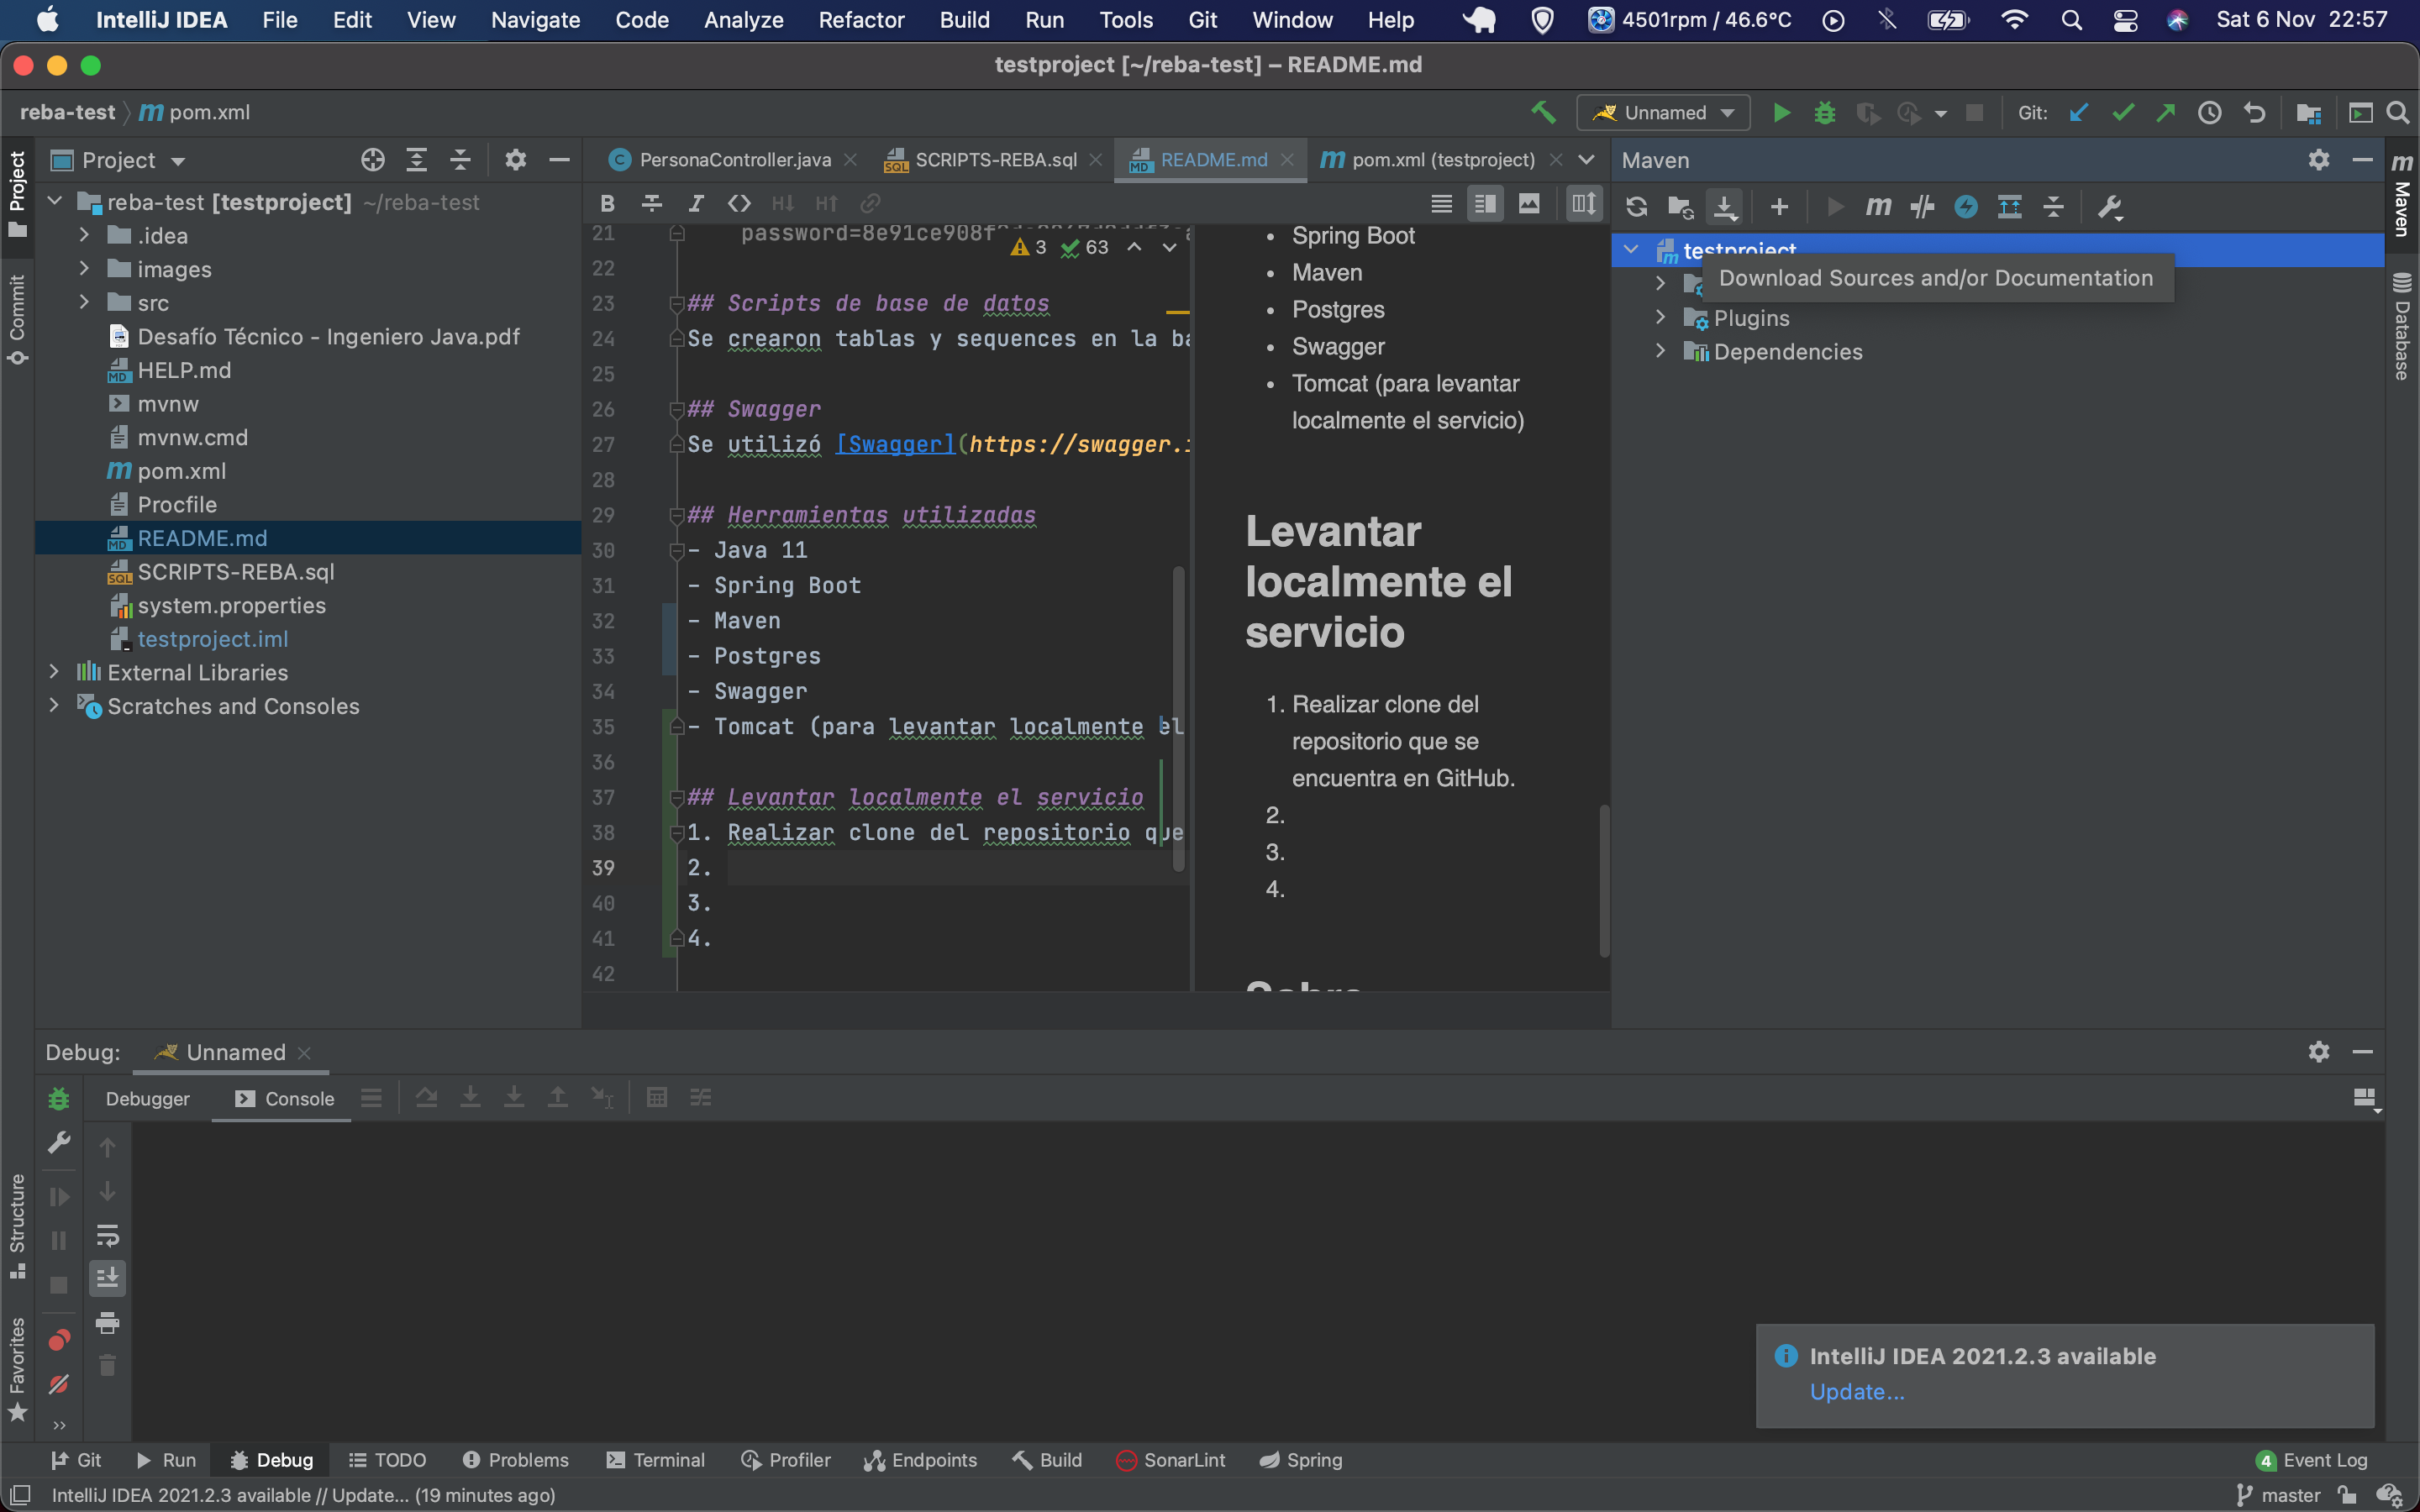 IntelliJ IDEA File Edit View Navigate Code Analyze Refactor Build Run Tools Git Window Help 4501rpm / 46.6°C Sat 6 Nov 22:57
testproject [~/reba-test] – README.md
reba-test pom.xml Unnamed Git:
Project
Commit
Structure
Favorites
Project
reba-test [testproject] ~/reba-test
.idea
images
src
Desafío Técnico - Ingeniero Java.pdf
HELP.md
mvnw
mvnw.cmd
pom.xml
Procfile
README.md
SCRIPTS-REBA.sql
system.properties
testproject.iml
External Libraries
Scratches and Consoles
PersonaController.java SCRIPTS-REBA.sql README.md pom.xml (testproject)
3 63
21 password=8e91ce908f
22
23 ## Scripts de base de datos
24 Se crearon tablas y sequences en la
25
26 ## Swagger
27 Se utilizó [Swagger](https://swagger.
28
29 ## Herramientas utilizadas
30 - Java 11
31 - Spring Boot
32 - Maven
33 - Postgres
34 - Swagger
35 - Tomcat (para levantar localmente el
36
37 ## Levantar localmente el servicio
38 1. Realizar clone del repositorio que
39 2.
40 3.
41 4.
42
• Spring Boot
• Maven
• Postgres
• Swagger
• Tomcat (para levantar
localmente el servicio)
Levantar
localmente el
servicio
1. Realizar clone del
repositorio que se
encuentra en GitHub.
2.
3.
4.
Maven
testproject
Download Sources and/or Documentation
Plugins
Dependencies
Maven
Database
Debug: Unnamed
Debugger Console
IntelliJ IDEA 2021.2.3 available
Update...
Git Run Debug TODO Problems Terminal Profiler Endpoints Build SonarLint Spring 4 Event Log
IntelliJ IDEA 2021.2.3 available // Update... (19 minutes ago) master